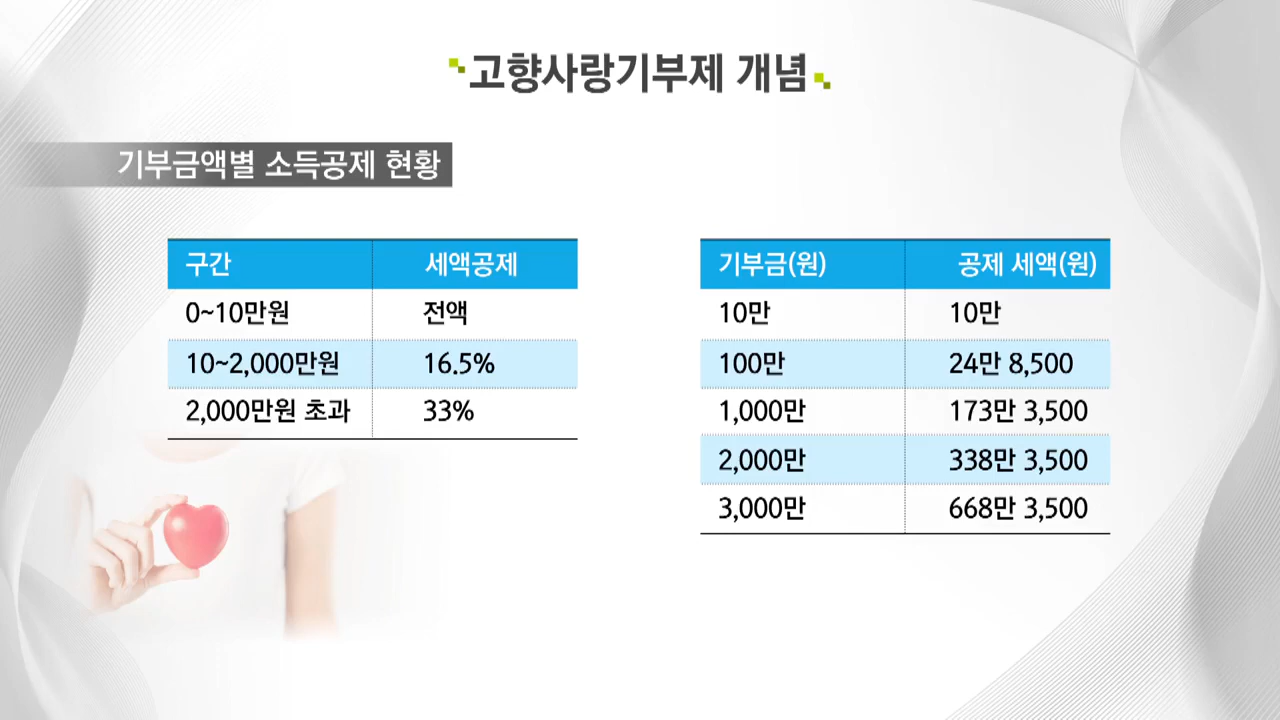 고향사랑기부제 개념
기부금액별 소득공제 현황
구간 세액공제
0~10만원 전액
10~2,000만원 16.5%
2,000만원 초과 33%
기부금(원) 공제 세액(원)
10만 10만
100만 24만 8,500
1,000만 173만 3,500
2,000만 338만 3,500
3,000만 668만 3,500